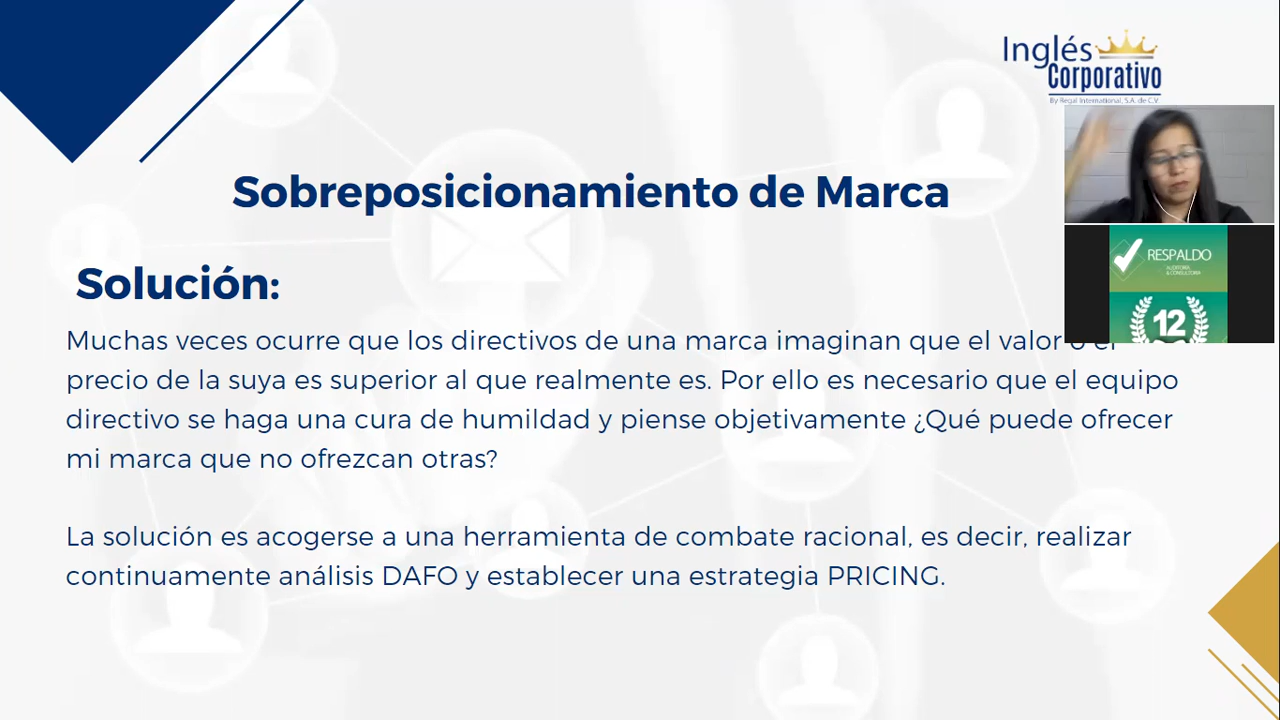 Inglés
Corporativo
By Regal International, S.A. de C.V.
Sobreposicionamiento de Marca
RESPALDO
AUDITORÍA
& CONSULTORÍA
12
Solución:
Muchas veces ocurre que los directivos de una marca imaginan que el valor o el
precio de la suya es superior al que realmente es. Por ello es necesario que el equipo
directivo se haga una cura de humildad y piense objetivamente ¿Qué puede ofrecer
mi marca que no ofrezcan otras?
La solución es acogerse a una herramienta de combate racional, es decir, realizar
continuamente análisis DAFO y establecer una estrategia PRICING.